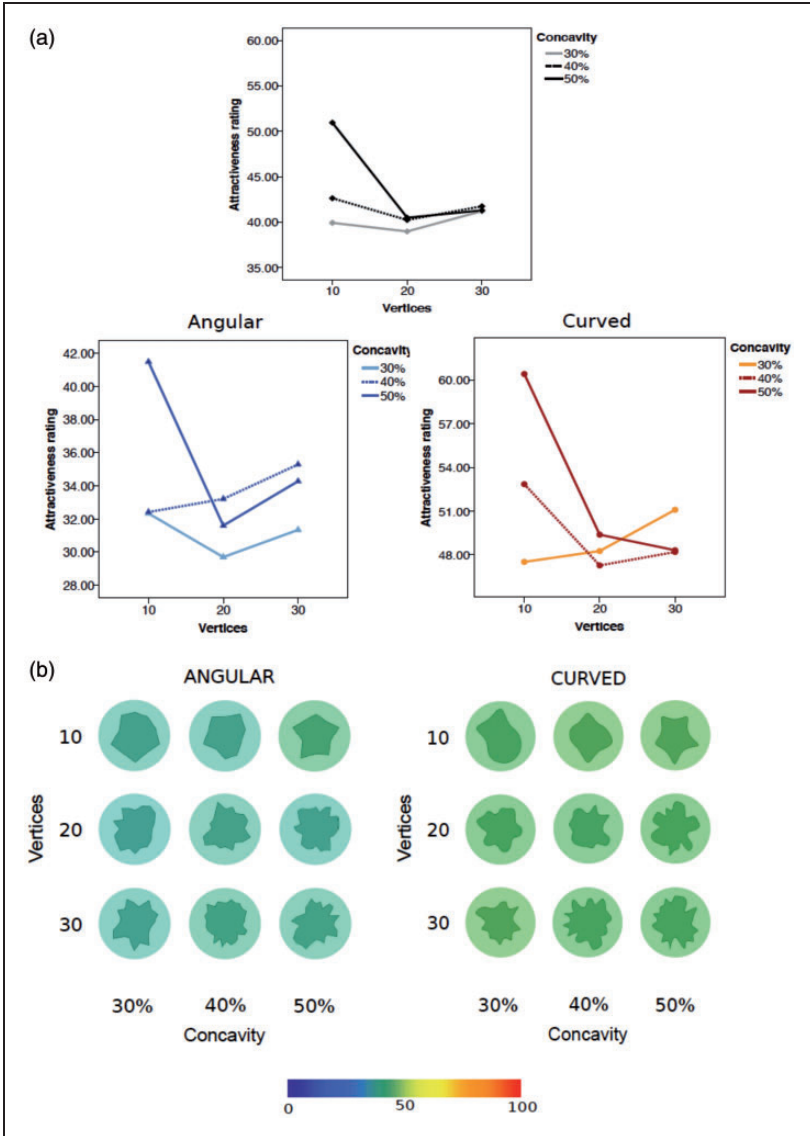 (a)
Concavity
30%
40%
50%
Attractiveness rating
60.00
55.00
50.00
45.00
40.00
35.00
10 20 30
Vertices
Angular
Concavity
30%
40%
50%
Attractiveness rating
42.00
40.00
38.00
36.00
34.00
32.00
30.00
28.00
10 20 30
Vertices
Curved
Concavity
30%
40%
50%
Attractiveness rating
60.00
57.00
54.00
51.00
48.00
10 20 30
Vertices
(b)
ANGULAR
Vertices
10
20
30
30% 40% 50%
Concavity
CURVED
Vertices
10
20
30
30% 40% 50%
Concavity
0 50 100